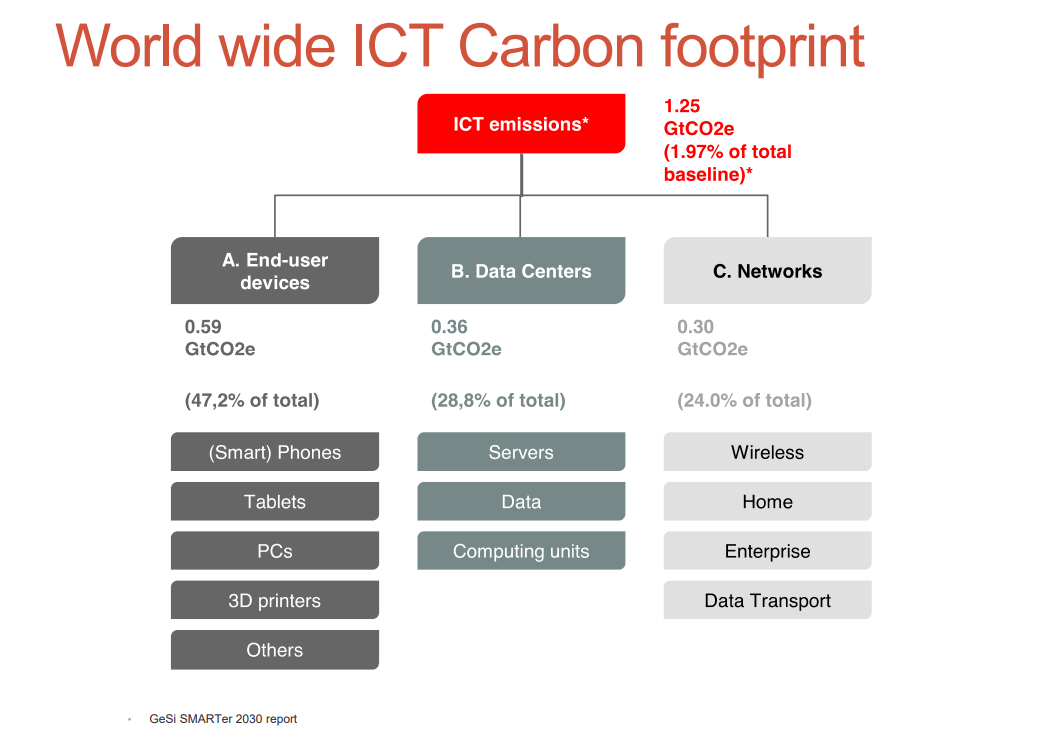 World wide ICT Carbon footprint
ICT emissions*
1.25
GtCO2e
(1.97% of total
baseline)*
A. End-user
devices
0.59
GtCO2e
(47,2% of total)
(Smart) Phones
Tablets
PCs
3D printers
Others
B. Data Centers
0.36
GtCO2e
(28,8% of total)
Servers
Data
Computing units
C. Networks
0.30
GtCO2e
(24.0% of total)
Wireless
Home
Enterprise
Data Transport
• GeSi SMARTer 2030 report